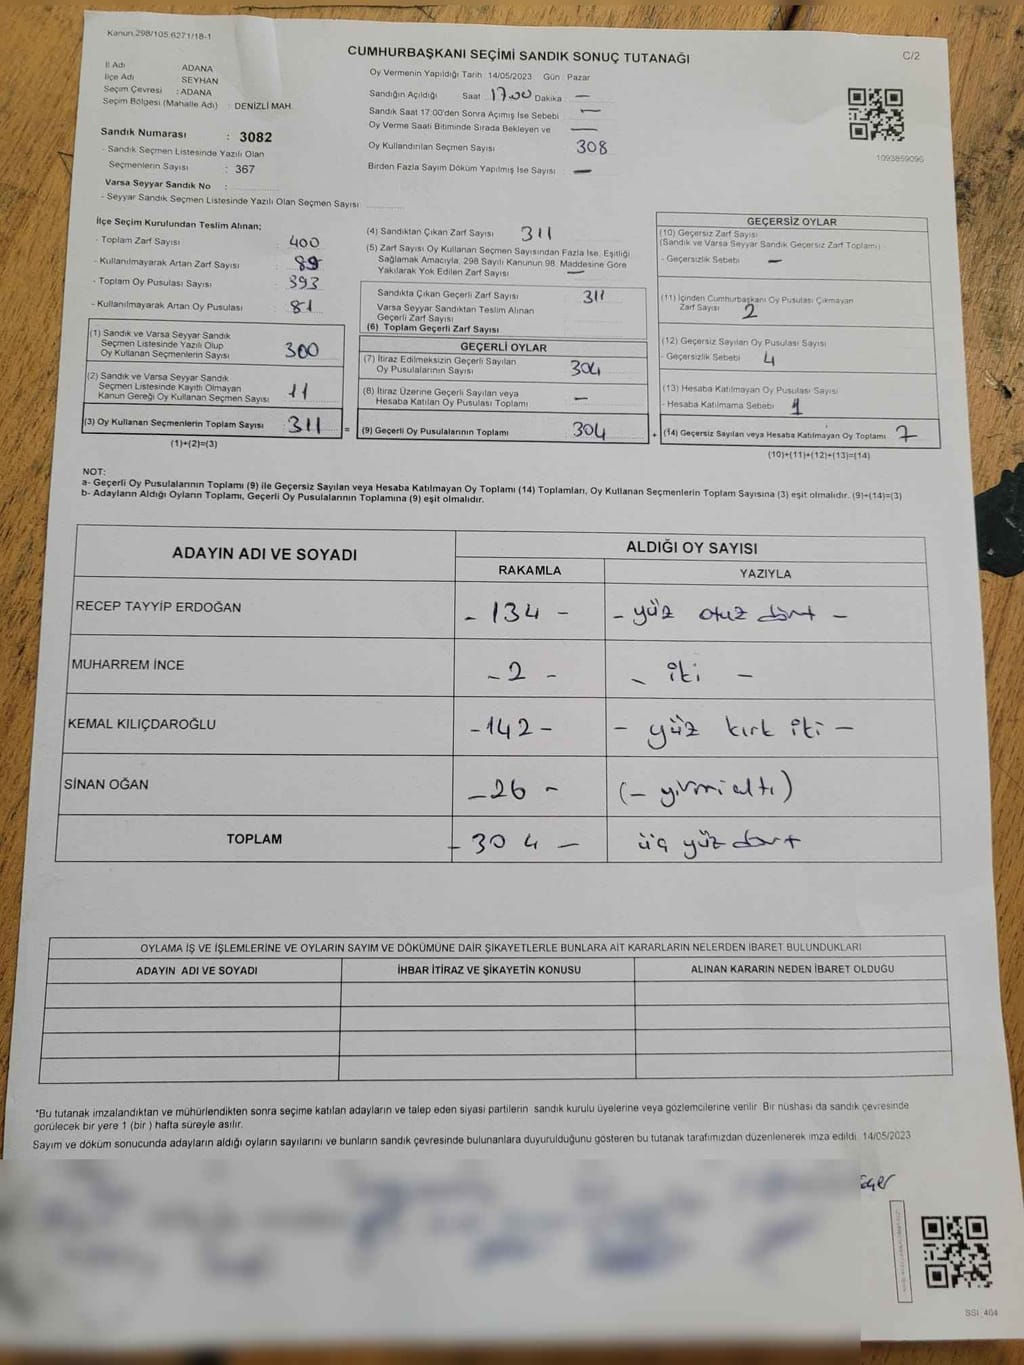 Kanun.298/105.6271/18-1
CUMHURBAŞKANI SEÇİMİ SANDIK SONUÇ TUTANAĞI
C/2
İl Adı ADANA
İlçe Adı SEYHAN
Seçim Çevresi : ADANA
Seçim Bölgesi (Mahalle Adı) : DENİZLİ MAH.
Sandık Numarası : 3082
- Sandık Seçmen Listesinde Yazılı Olan
Seçmenlerin Sayısı : 367
Varsa Seyyar Sandık No :
- Seyyar Sandık Seçmen Listesinde Yazılı Olan Seçmen Sayısı
Oy Vermenin Yapıldığı Tarih 14/05/2023 Gün : Pazar
Sandığın Açıldığı Saat 17.00 Dakika —
Sandık Saat 17:00'den Sonra Açımış İse Sebebi —
Oy Verme Saati Bitiminde Sırada Bekleyen ve —
Oy Kullandırılan Seçmen Sayısı 308
Birden Fazla Sayım Döküm Yapılmış İse Sayısı —
1093859096
İlçe Seçim Kurulundan Teslim Alınan;
- Toplam Zarf Sayısı 400
- Kullanılmayarak Artan Zarf Sayısı 89
- Toplam Oy Pusulası Sayısı 393
- Kullanılmayarak Artan Oy Pusulası 81
(1) Sandık ve Varsa Seyyar Sandık
Seçmen Listesinde Yazılı Olup
Oy Kullanan Seçmenlerin Sayısı 300
(2) Sandık ve Varsa Seyyar Sandık
Seçmen Listesinde Kayıtlı Olmayan
Kanun Gereği Oy Kullanan Seçmen Sayısı 11
(3) Oy Kullanan Seçmenlerin Toplam Sayısı 311 =
(1)+(2)=(3)
(4) Sandıktan Çıkan Zarf Sayısı 311
(5) Zarf Sayısı Oy Kullanan Seçmen Sayısından Fazla İse, Eşitliği
Sağlamak Amacıyla, 298 Sayılı Kanunun 98. Maddesine Göre
Yakılarak Yok Edilen Zarf Sayısı —
Sandıkta Çıkan Geçerli Zarf Sayısı 311
Varsa Seyyar Sandıktan Teslim Alınan
Geçerli Zarf Sayısı
(6) Toplam Geçerli Zarf Sayısı
GEÇERLİ OYLAR
(7) İtiraz Edilmeksizin Geçerli Sayılan
Oy Pusulalarının Sayısı 304
(8) İtiraz Üzerine Geçerli Sayılan veya
Hesaba Katılan Oy Pusulası Toplamı —
(9) Geçerli Oy Pusulalarının Toplamı 304 +
GEÇERSİZ OYLAR
(10) Geçersiz Zarf Sayısı
(Sandık ve Varsa Seyyar Sandık Geçersiz Zarf Toplamı)
- Geçersizlik Sebebi —
(11) İçinden Cumhurbaşkanı Oy Pusulası Çıkmayan
Zarf Sayısı 2
(12) Geçersiz Sayılan Oy Pusulası Sayısı
- Geçersizlik Sebebi 4
(13) Hesaba Katılmayan Oy Pusulası Sayısı
- Hesaba Katılmama Sebebi 1
(14) Geçersiz Sayılan veya Hesaba Katılmayan Oy Toplamı 7
(10)+(11)+(12)+(13)=(14)
NOT:
a- Geçerli Oy Pusulalarının Toplamı (9) ile Geçersiz Sayılan veya Hesaba Katılmayan Oy Toplamı (14) Toplamları, Oy Kullanan Seçmenlerin Toplam Sayısına (3) eşit olmalıdır. (9)+(14)=(3)
b- Adayların Aldığı Oyların Toplamı, Geçerli Oy Pusulalarının Toplamına (9) eşit olmalıdır.
ADAYIN ADI VE SOYADI ALDIĞI OY SAYISI
RAKAMLA YAZIYLA
RECEP TAYYİP ERDOĞAN - 134 - - yüz otuz dört -
MUHARREM İNCE - 2 - - iki -
KEMAL KILIÇDAROĞLU - 142 - - yüz kırk iki -
SİNAN OĞAN - 26 - (- yirmi altı)
TOPLAM - 304 - üç yüz dört
OYLAMA İŞ VE İŞLEMLERİNE VE OYLARIN SAYIM VE DÖKÜMÜNE DAİR ŞİKAYETLERLE BUNLARA AİT KARARLARIN NELERDEN İBARET BULUNDUKLARI
ADAYIN ADI VE SOYADI İHBAR İTİRAZ VE ŞİKAYETİN KONUSU ALINAN KARARIN NEDEN İBARET OLDUĞU
*Bu tutanak imzalandıktan ve mühürlendikten sonra seçime katılan adayların ve talep eden siyasi partilerin sandık kurulu üyelerine veya gözlemcilerine verilir. Bir nüshası da sandık çevresinde
görülecek bir yere 1 (bir ) hafta süreyle asılır.
Sayım ve döküm sonucunda adayların aldığı oyların sayılarını ve bunların sandık çevresinde bulunanlara duyurulduğunu gösteren bu tutanak tarafımızdan düzenlenerek imza edildi. 14/05/2023
SSI_404